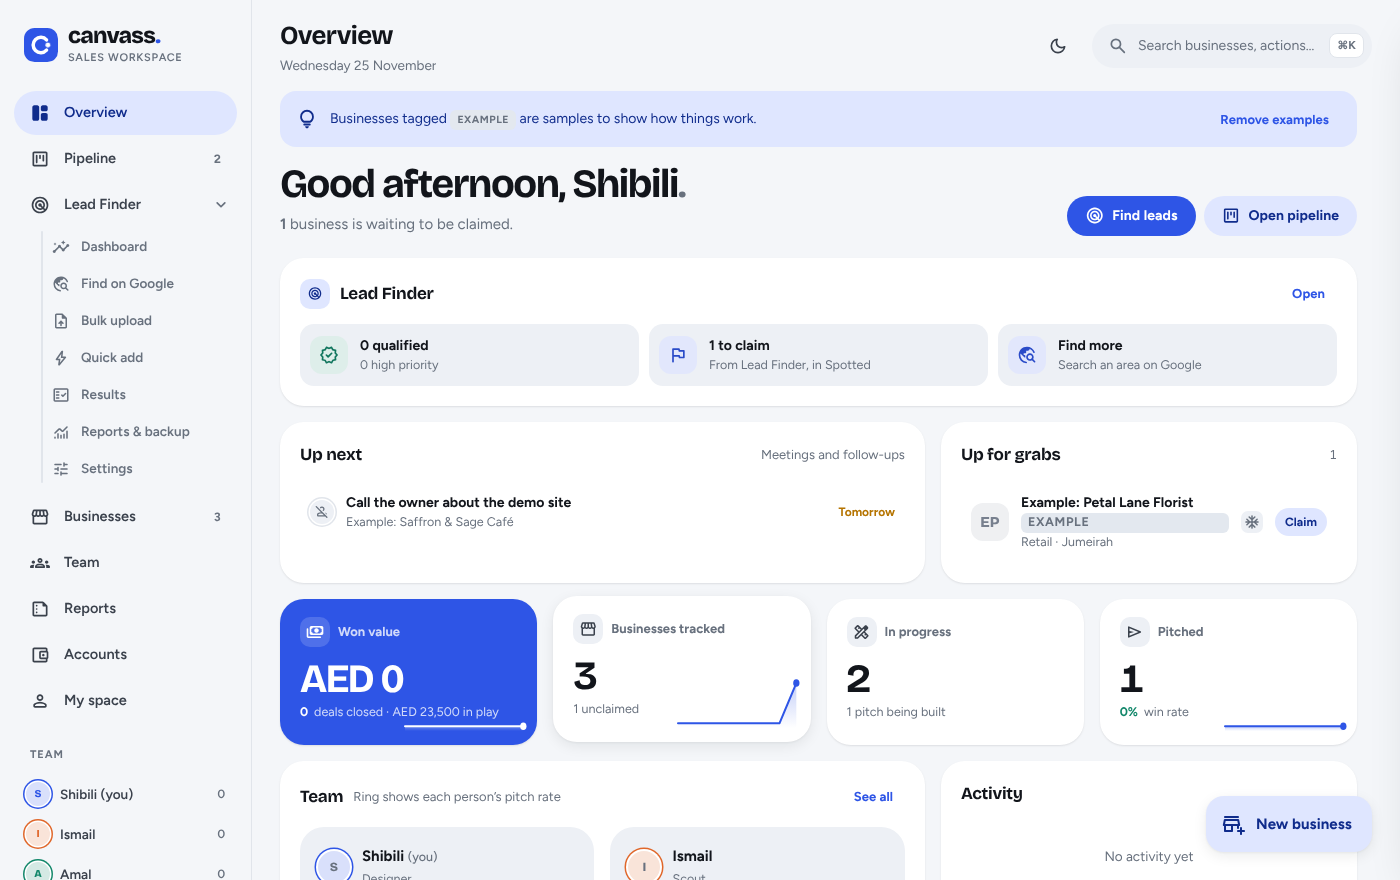 canvass.
SALES WORKSPACE
Overview
Pipeline 2
Lead Finder
Dashboard
Find on Google
Bulk upload
Quick add
Results
Reports & backup
Settings
Businesses 3
Team
Reports
Accounts
My space
TEAM
S Shibili (you) 0
I Ismail 0
A Amal 0
Overview
Wednesday 25 November
Search businesses, actions... ⌘K
Businesses tagged EXAMPLE are samples to show how things work.
Remove examples
Good afternoon, Shibili.
1 business is waiting to be claimed.
Find leads
Open pipeline
Lead Finder
Open
0 qualified
0 high priority
1 to claim
From Lead Finder, in Spotted
Find more
Search an area on Google
Up next
Meetings and follow-ups
Call the owner about the demo site
Example: Saffron & Sage Café
Tomorrow
Up for grabs
1
EP
Example: Petal Lane Florist
EXAMPLE
Retail · Jumeirah
Claim
Won value
AED 0
0 deals closed · AED 23,500 in play
Businesses tracked
3
1 unclaimed
In progress
2
1 pitch being built
Pitched
1
0% win rate
Team
Ring shows each person's pitch rate
See all
S
Shibili (you)
Designer
I
Ismail
Scout
Activity
No activity yet
New business